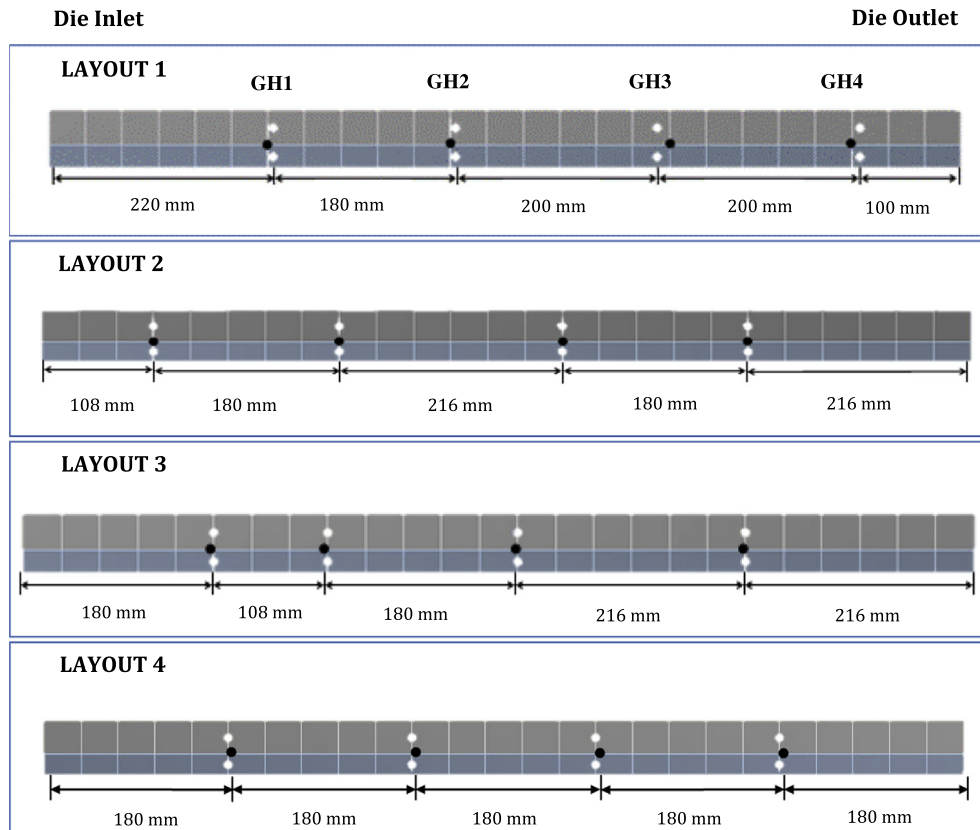 Die Inlet
Die Outlet
LAYOUT 1
GH1
GH2
GH3
GH4
220 mm
180 mm
200 mm
200 mm
100 mm
LAYOUT 2
108 mm
180 mm
216 mm
180 mm
216 mm
LAYOUT 3
180 mm
108 mm
180 mm
216 mm
216 mm
LAYOUT 4
180 mm
180 mm
180 mm
180 mm
180 mm